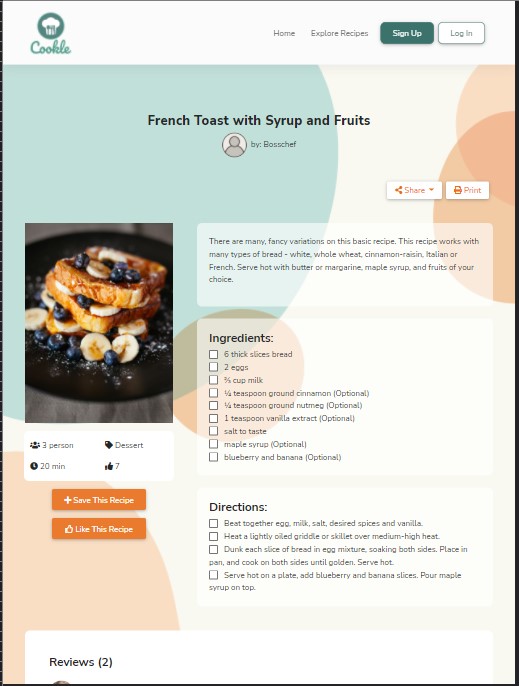 Cookle
Home
Explore Recipes
Sign Up
Log In
French Toast with Syrup and Fruits
by: Bosschef
Share
Print
There are many, fancy variations on this basic recipe. This recipe works with
many types of bread - white, whole wheat, cinnamon-raisin, Italian or
French. Serve hot with butter or margarine, maple syrup, and fruits of your
choice.
3 person
Dessert
20 min
7
Save This Recipe
Like This Recipe
Ingredients:
6 thick slices bread
2 eggs
⅔ cup milk
¼ teaspoon ground cinnamon (Optional)
¼ teaspoon ground nutmeg (Optional)
1 teaspoon vanilla extract (Optional)
salt to taste
maple syrup (Optional)
blueberry and banana (Optional)
Directions:
Beat together egg, milk, salt, desired spices and vanilla.
Heat a lightly oiled griddle or skillet over medium-high heat.
Dunk each slice of bread in egg mixture, soaking both sides. Place in
pan, and cook on both sides until golden. Serve hot.
Serve hot on a plate, add blueberry and banana slices. Pour maple
syrup on top.
Reviews (2)